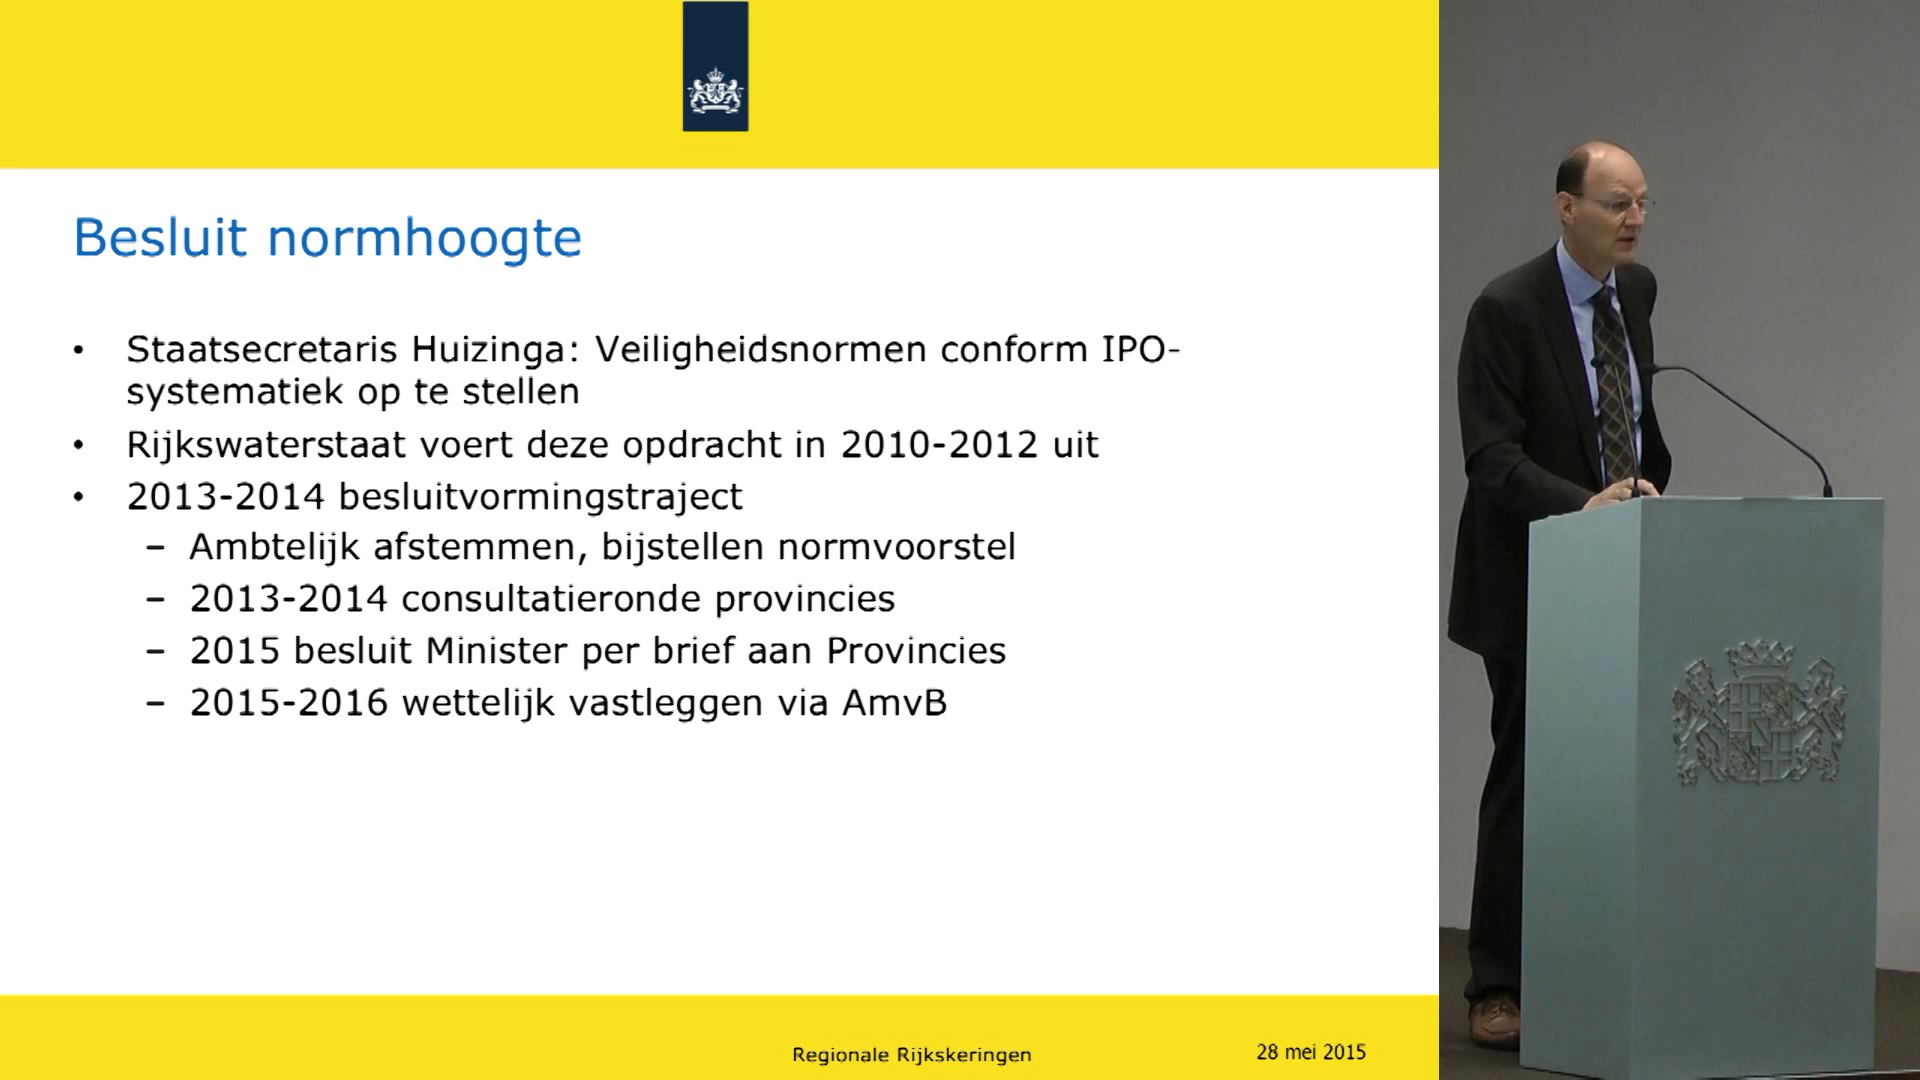 Besluit normhoogte
• Staatsecretaris Huizinga: Veiligheidsnormen conform IPO-
systematiek op te stellen
• Rijkswaterstaat voert deze opdracht in 2010-2012 uit
• 2013-2014 besluitvormingstraject
– Ambtelijk afstemmen, bijstellen normvoorstel
– 2013-2014 consultatieronde provincies
– 2015 besluit Minister per brief aan Provincies
– 2015-2016 wettelijk vastleggen via AmvB
Regionale Rijkskeringen
28 mei 2015